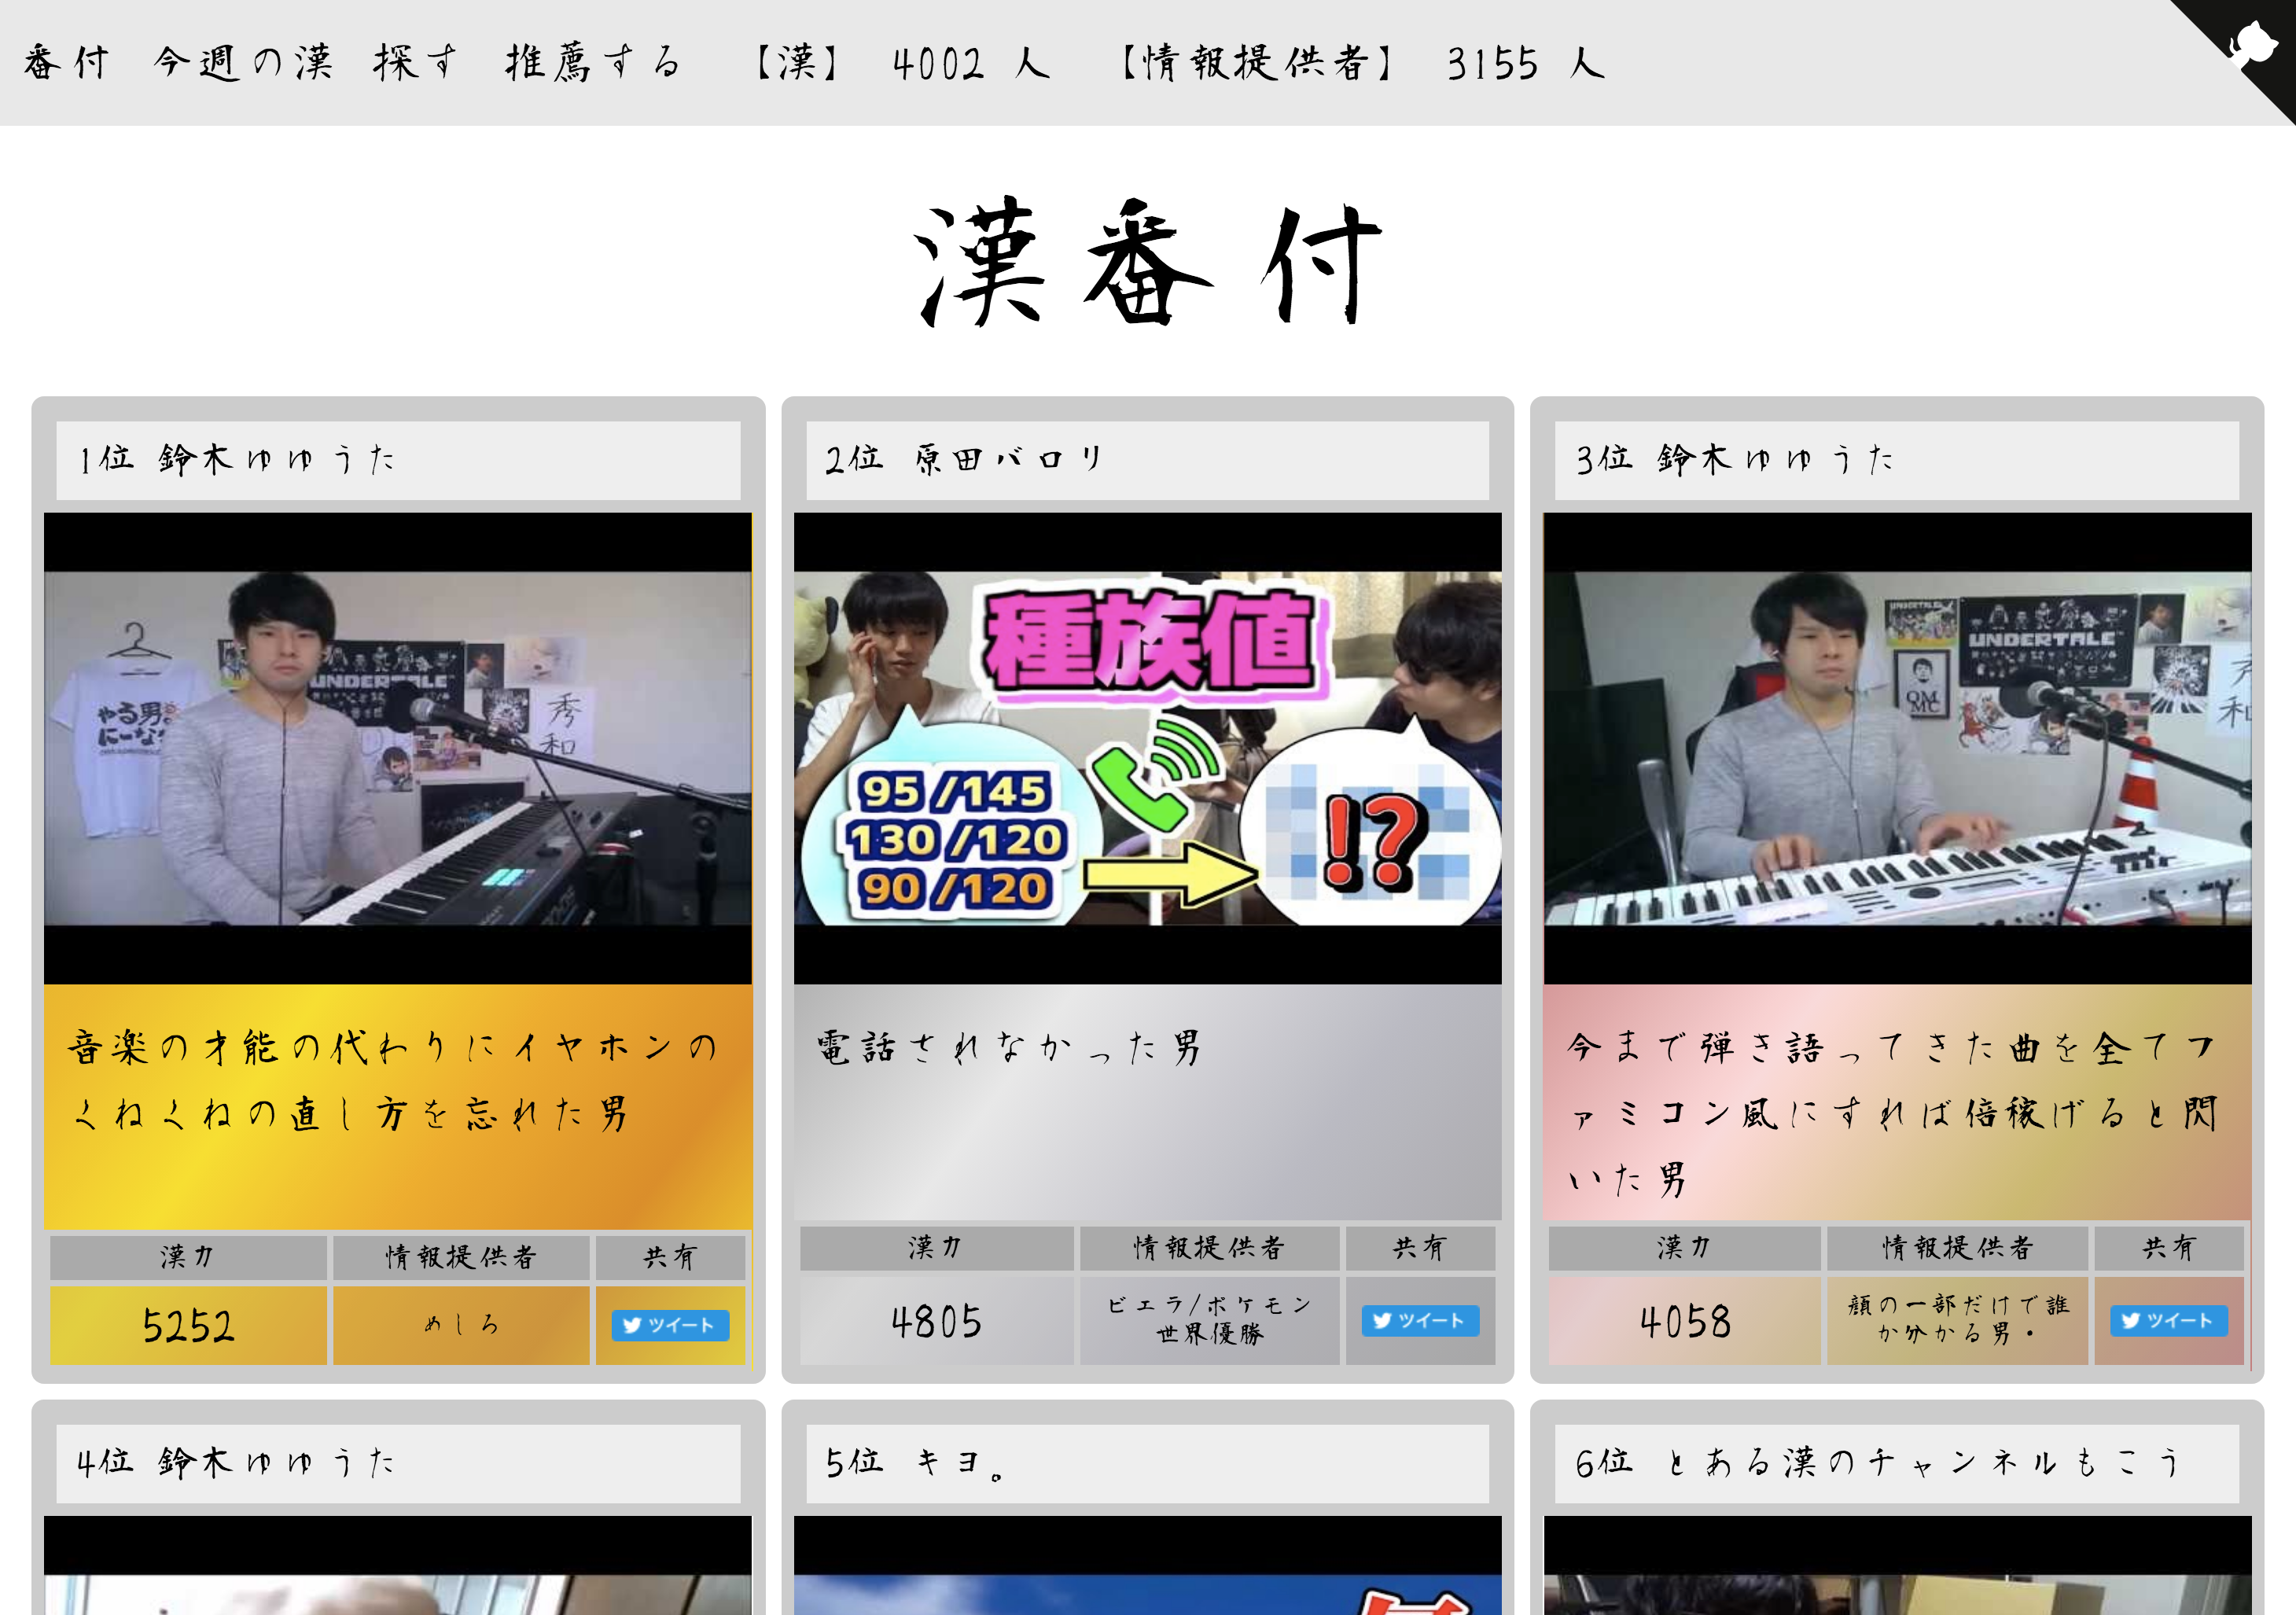 番付 今週の漢 探す 推薦する 【漢】 4002 人 【情報提供者】 3155 人
漢番付
1位 鈴木ゆゆうた
やる男。
UNDERTALE
秀
和
音楽の才能の代わりにイヤホンの
くねくねの直し方を忘れた男
漢力 情報提供者 共有
5252 めしろ ツイート
2位 原田バロリ
種族値
95 /145
130 /120
90 /120
!?
電話されなかった男
漢力 情報提供者 共有
4805 ビエラ/ポケモン
世界優勝
ツイート
3位 鈴木ゆゆうた
UNDERTALE
UNDERTALE
OM
MC
今まで弾き語ってきた曲を全てフ
ァミコン風にすれば倍稼げると閃
いた男
漢力 情報提供者 共有
4058 顔の一部だけで誰
か分かる男・
ツイート
4位 鈴木ゆゆうた
5位 キヨ。
6位 とある漢のチャンネルもこう